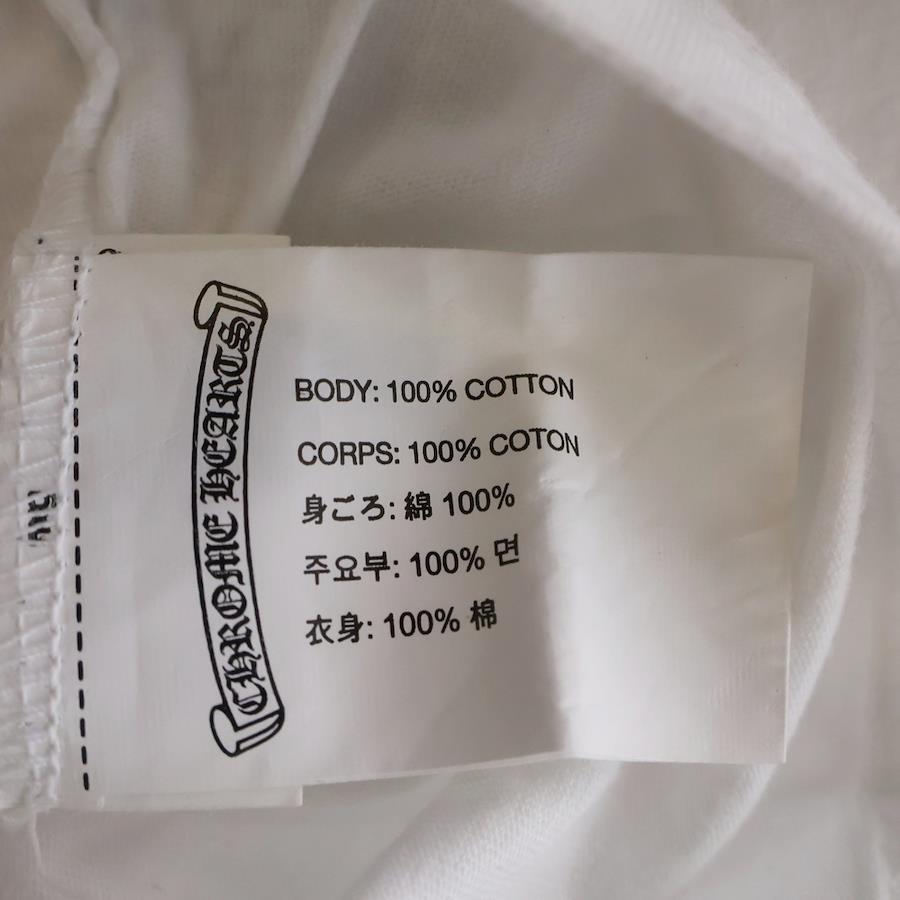 CHROME HEARTS
BODY: 100% COTTON
CORPS: 100% COTON
身ごろ: 綿 100%
주요부: 100% 면
衣身: 100% 棉